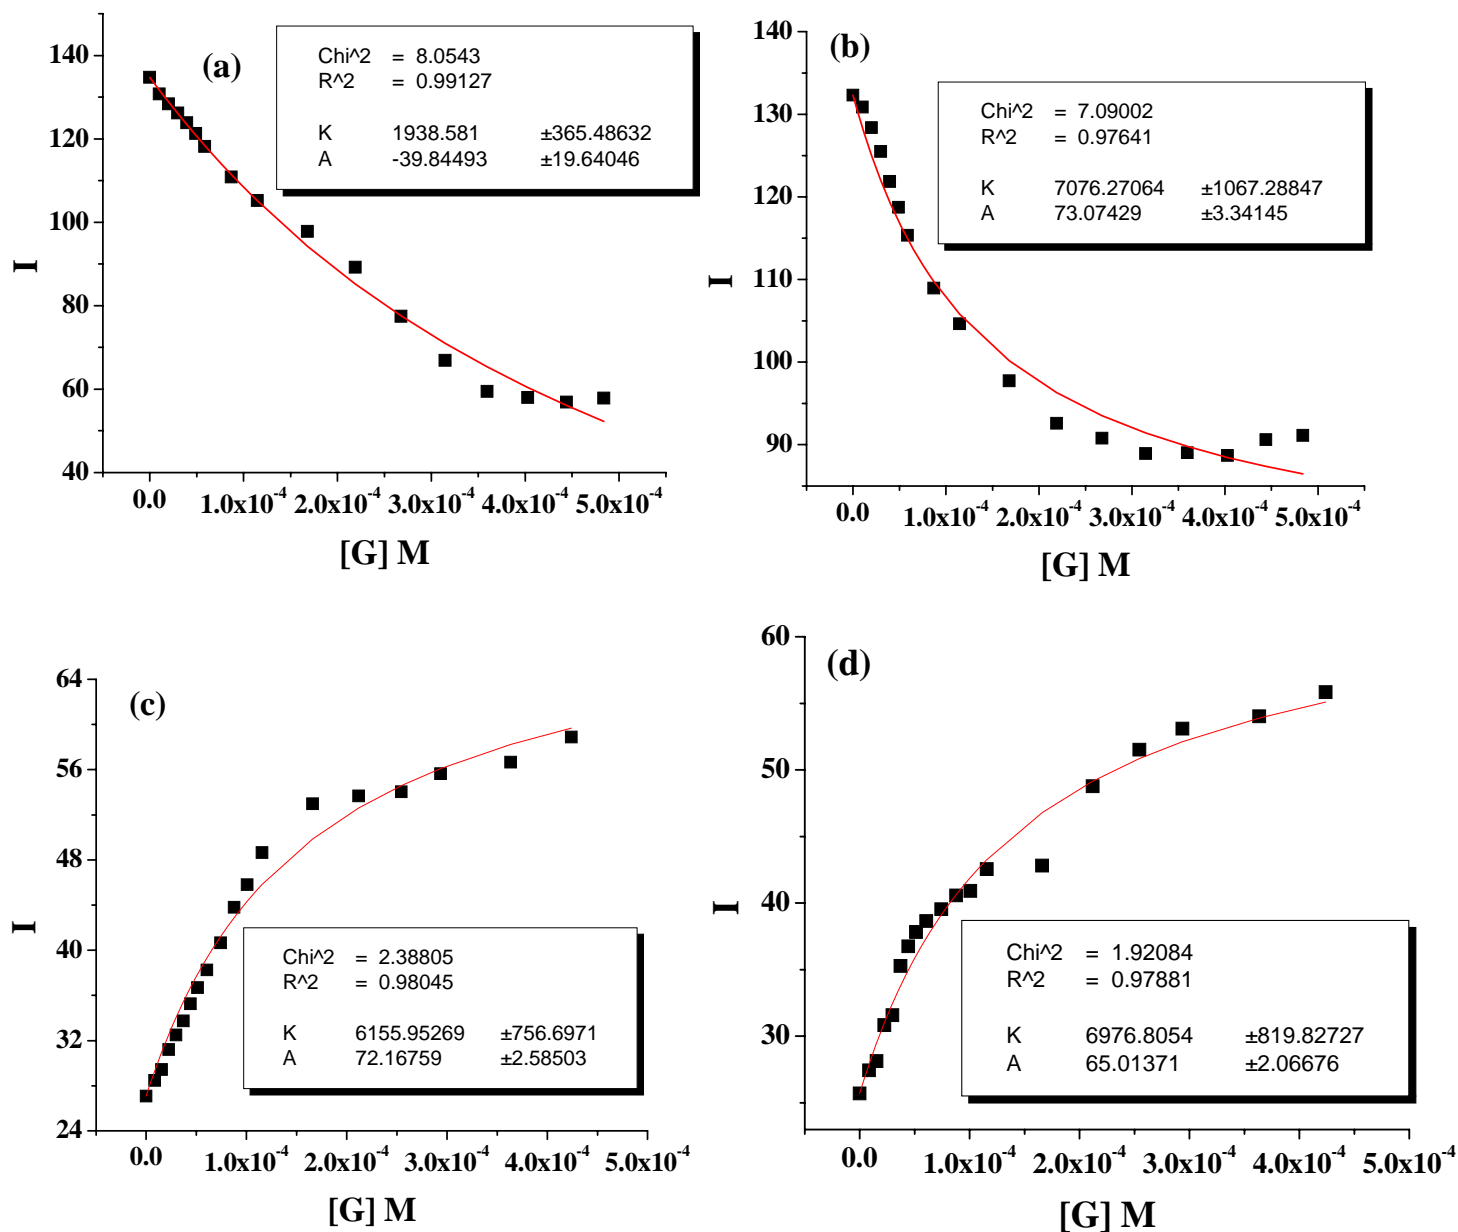 (a)
Chi^2 = 8.0543
R^2 = 0.99127
K 1938.581 ±365.48632
A -39.84493 ±19.64046
140
120
100
80
60
40
I
0.0 1.0x10⁻⁴ 2.0x10⁻⁴ 3.0x10⁻⁴ 4.0x10⁻⁴ 5.0x10⁻⁴
[G] M
(b)
Chi^2 = 7.09002
R^2 = 0.97641
K 7076.27064 ±1067.28847
A 73.07429 ±3.34145
140
130
120
110
100
90
I
0.0 1.0x10⁻⁴ 2.0x10⁻⁴ 3.0x10⁻⁴ 4.0x10⁻⁴ 5.0x10⁻⁴
[G] M
(c)
64
56
48
40
32
24
I
Chi^2 = 2.38805
R^2 = 0.98045
K 6155.95269 ±756.6971
A 72.16759 ±2.58503
0.0 1.0x10⁻⁴ 2.0x10⁻⁴ 3.0x10⁻⁴ 4.0x10⁻⁴ 5.0x10⁻⁴
[G] M
(d)
60
50
40
30
I
Chi^2 = 1.92084
R^2 = 0.97881
K 6976.8054 ±819.82727
A 65.01371 ±2.06676
0.0 1.0x10⁻⁴ 2.0x10⁻⁴ 3.0x10⁻⁴ 4.0x10⁻⁴ 5.0x10⁻⁴
[G] M